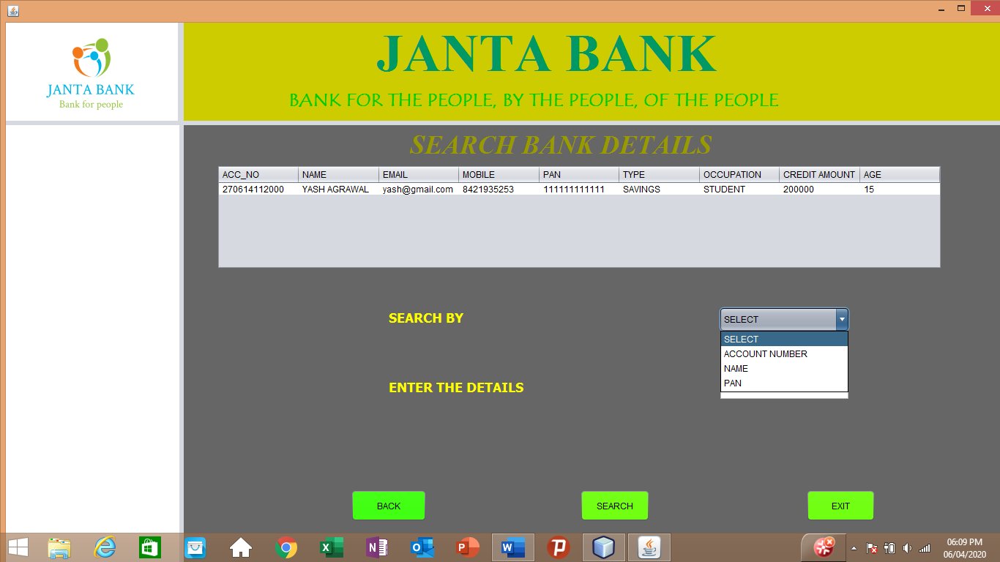 JANTA BANK
Bank for people
JANTA BANK
BANK FOR THE PEOPLE, BY THE PEOPLE, OF THE PEOPLE
SEARCH BANK DETAILS
ACC_NO NAME EMAIL MOBILE PAN TYPE OCCUPATION CREDIT AMOUNT AGE
270614112000 YASH AGRAWAL yash@gmail.com 8421935253 111111111111 SAVINGS STUDENT 200000 15
SEARCH BY
SELECT
SELECT
ACCOUNT NUMBER
NAME
PAN
ENTER THE DETAILS
BACK SEARCH EXIT
06:09 PM
06/04/2020